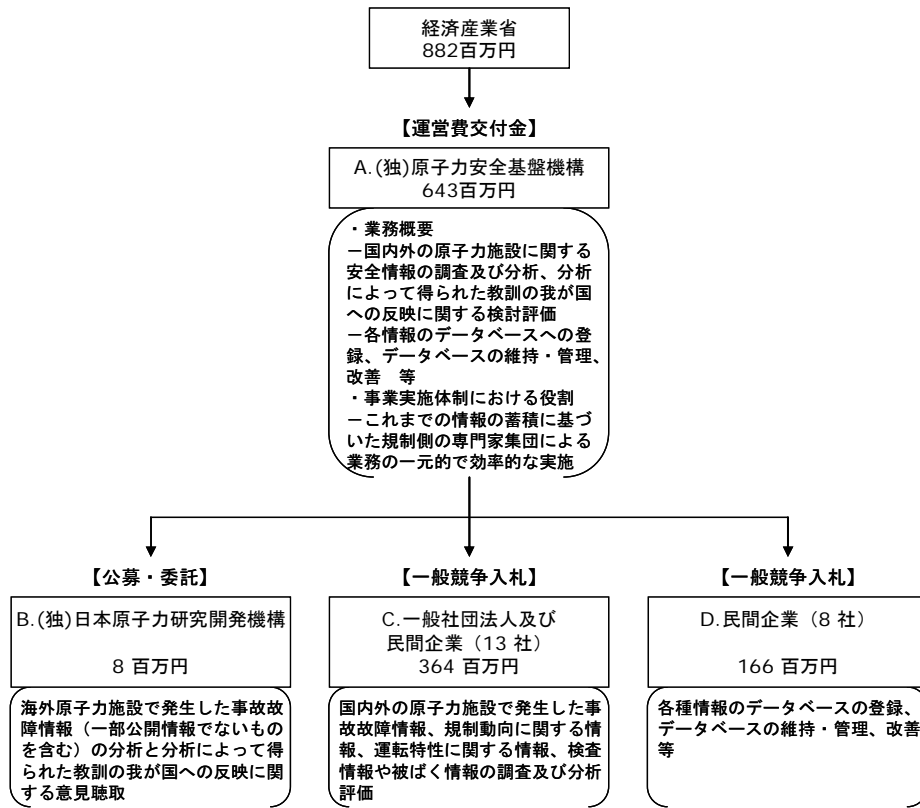 経済産業省
882百万円
【運営費交付金】
A.(独)原子力安全基盤機構
643百万円
・業務概要
－国内外の原子力施設に関する
安全情報の調査及び分析、分析
によって得られた教訓の我が国
への反映に関する検討評価
－各情報のデータベースへの登
録、データベースの維持・管理、
改善　等
・事業実施体制における役割
－これまでの情報の蓄積に基づ
いた規制側の専門家集団による
業務の一元的で効率的な実施
【公募・委託】
B.(独)日本原子力研究開発機構
8 百万円
海外原子力施設で発生した事故故
障情報（一部公開情報でないもの
を含む）の分析と分析によって得
られた教訓の我が国への反映に関
する意見聴取
【一般競争入札】
C.一般社団法人及び
民間企業（13 社）
364 百万円
国内外の原子力施設で発生した事
故故障情報、規制動向に関する情
報、運転特性に関する情報、検査
情報や被ばく情報の調査及び分析
評価
【一般競争入札】
D.民間企業（8 社）
166 百万円
各種情報のデータベースの登録、
データベースの維持・管理、改善
等